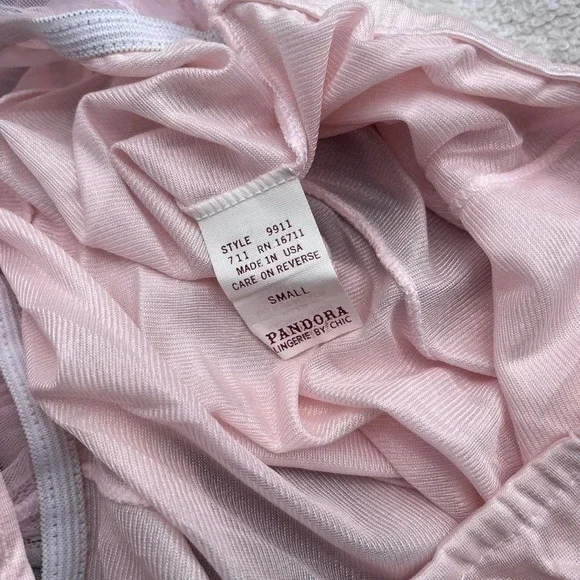 STYLE 9911
711 RN 16711
MADE IN USA
CARE ON REVERSE
SMALL
PANDORA
LINGERIE BY CHIC